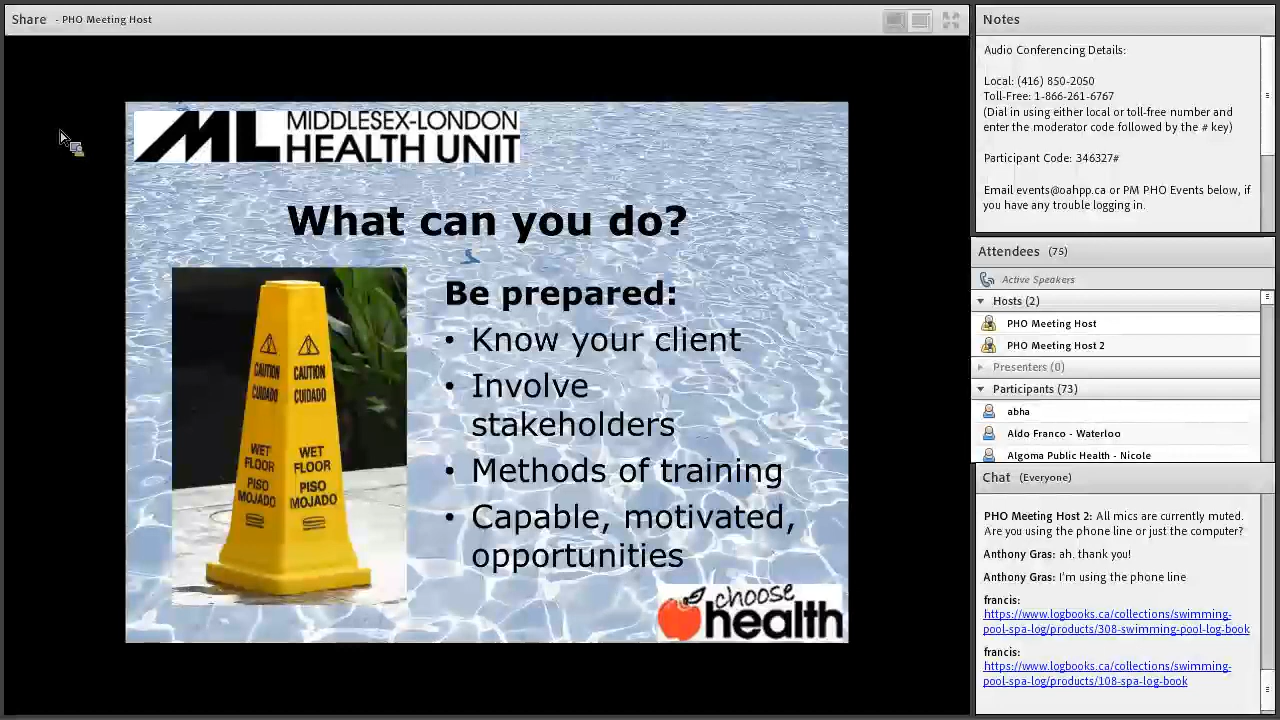 Share - PHO Meeting Host
ML MIDDLESEX-LONDON
HEALTH UNIT
What can you do?
CAUTION CAUTION
CUIDADO CUIDADO
WET FLOOR WET FLOOR
PISO MOJADO PISO MOJADO
Be prepared:
• Know your client
• Involve
stakeholders
• Methods of training
• Capable, motivated,
opportunities
choose
health
Notes
Audio Conferencing Details:
Local: (416) 850-2050
Toll-Free: 1-866-261-6767
(Dial in using either local or toll-free number and
enter the moderator code followed by the # key)
Participant Code:
Email events@oahpp.ca or PM PHO Events below, if
you have any trouble logging in.
Attendees (75)
Active Speakers
Hosts (2)
PHO Meeting Host
PHO Meeting Host 2
Presenters (0)
Participants (73)
abha
Aldo Franco - Waterloo
Algoma Public Health - Nicole
Chat (Everyone)
PHO Meeting Host 2: All mics are currently muted.
Are you using the phone line or just the computer?
Anthony Gras: ah. thank you!
Anthony Gras: I'm using the phone line
francis:
https://www.logbooks.ca/collections/swimming-
pool-spa-log/products/308-swimming-pool-log-book
francis:
https://www.logbooks.ca/collections/swimming-
pool-spa-log/products/108-spa-log-book